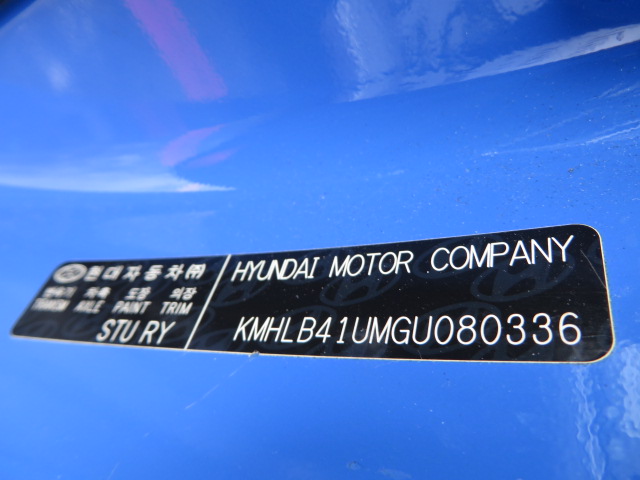 현대자동차㈜
변속기 차축 도장 의장
TRANSM AXLE PAINT TRIM
STU RY
HYUNDAI MOTOR COMPANY
KMHLB41UMGU080336